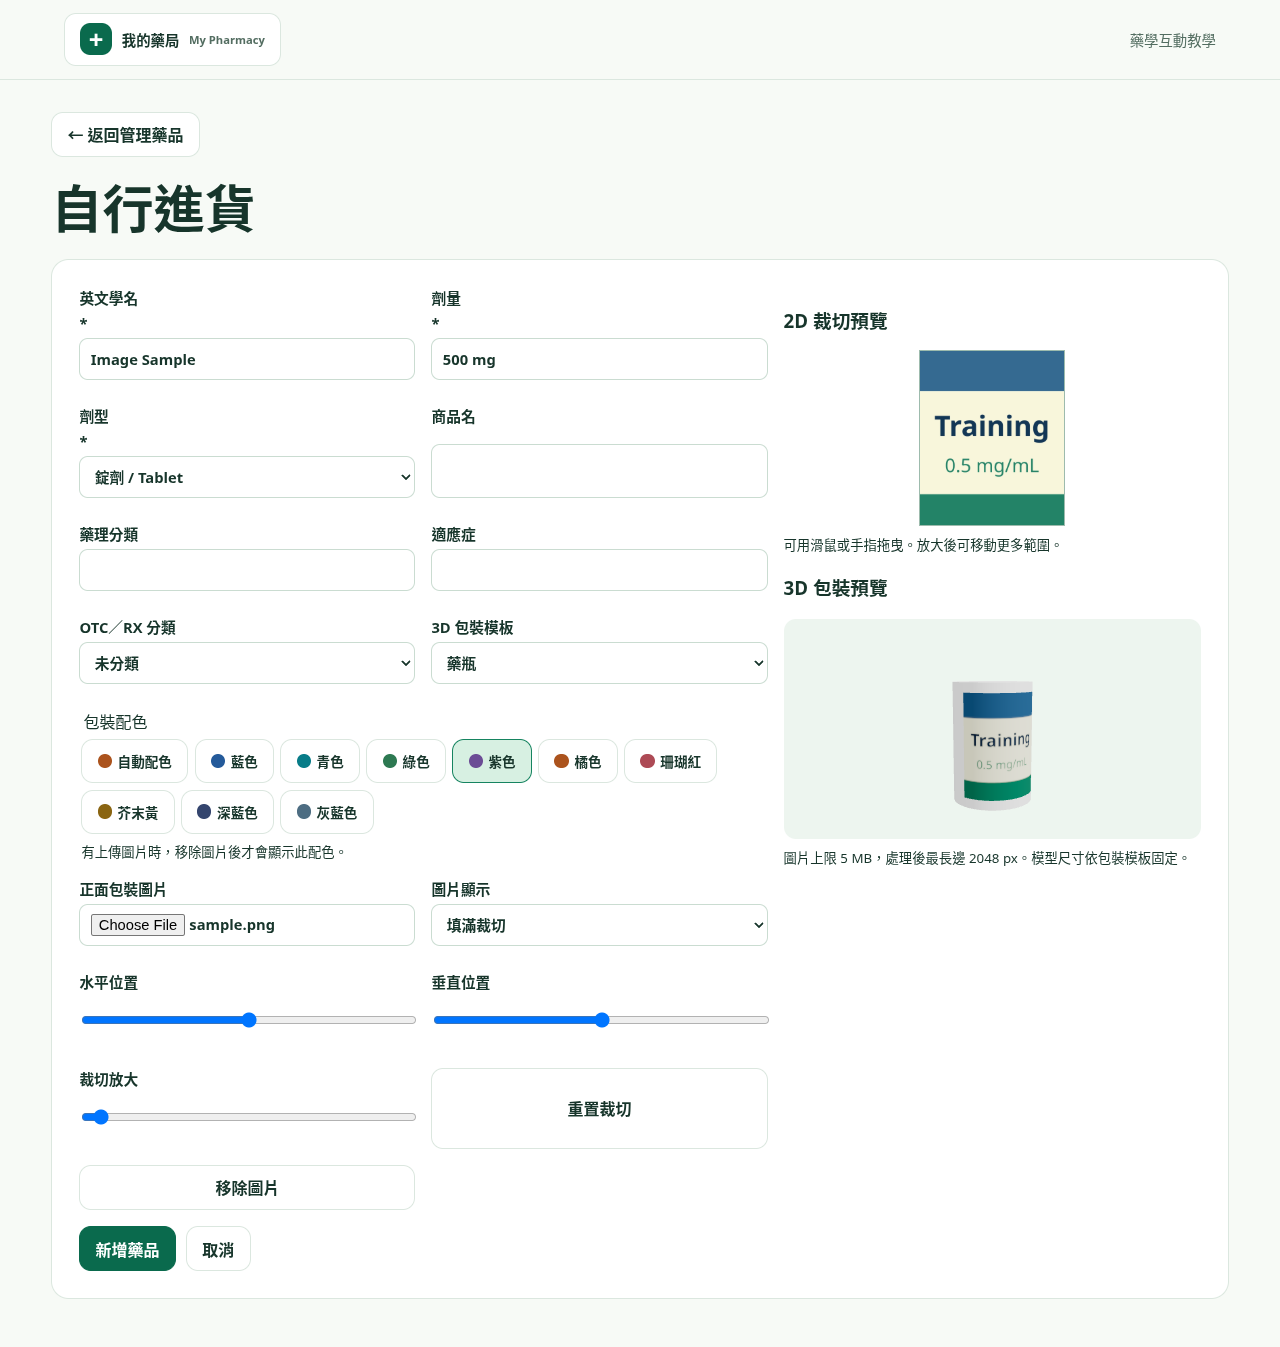 我的藥局 My Pharmacy
藥學互動教學
← 返回管理藥品
自行進貨
英文學名
*
Image Sample
劑量
*
500 mg
劑型
*
錠劑 / Tablet
商品名
藥理分類
適應症
OTC／RX 分類
未分類
3D 包裝模板
藥瓶
包裝配色
自動配色
藍色
青色
綠色
紫色
橘色
珊瑚紅
芥末黃
深藍色
灰藍色
有上傳圖片時，移除圖片後才會顯示此配色。
正面包裝圖片
Choose File sample.png
圖片顯示
填滿裁切
水平位置
垂直位置
裁切放大
重置裁切
移除圖片
新增藥品
取消
2D 裁切預覽
Training
0.5 mg/mL
可用滑鼠或手指拖曳。放大後可移動更多範圍。
3D 包裝預覽
Training
0.5 mg/mL
圖片上限 5 MB，處理後最長邊 2048 px。模型尺寸依包裝模板固定。